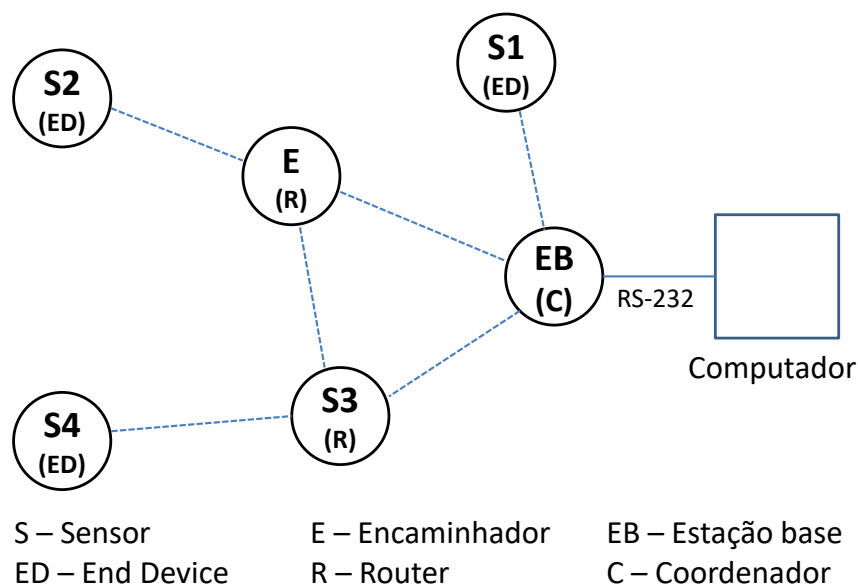 S1
(ED)
S2
(ED)
E
(R)
EB
(C)
RS-232
Computador
S3
(R)
S4
(ED)
S – Sensor
E – Encaminhador
EB – Estação base
ED – End Device
R – Router
C – Coordenador